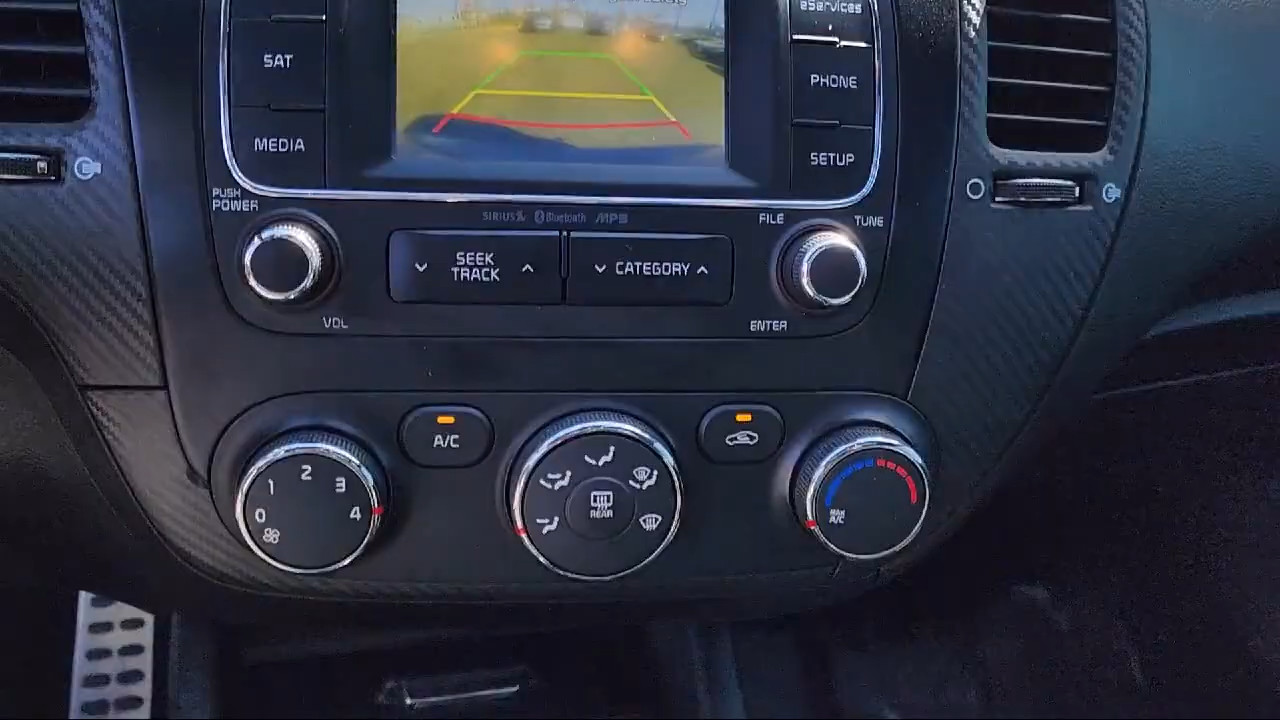 eServices
SAT
PHONE
MEDIA
SETUP
PUSH
POWER
SIRIUS Bluetooth MP3
FILE
TUNE
SEEK
TRACK
CATEGORY
VOL
ENTER
A/C
0 1 2 3 4
REAR
MAX
A/C